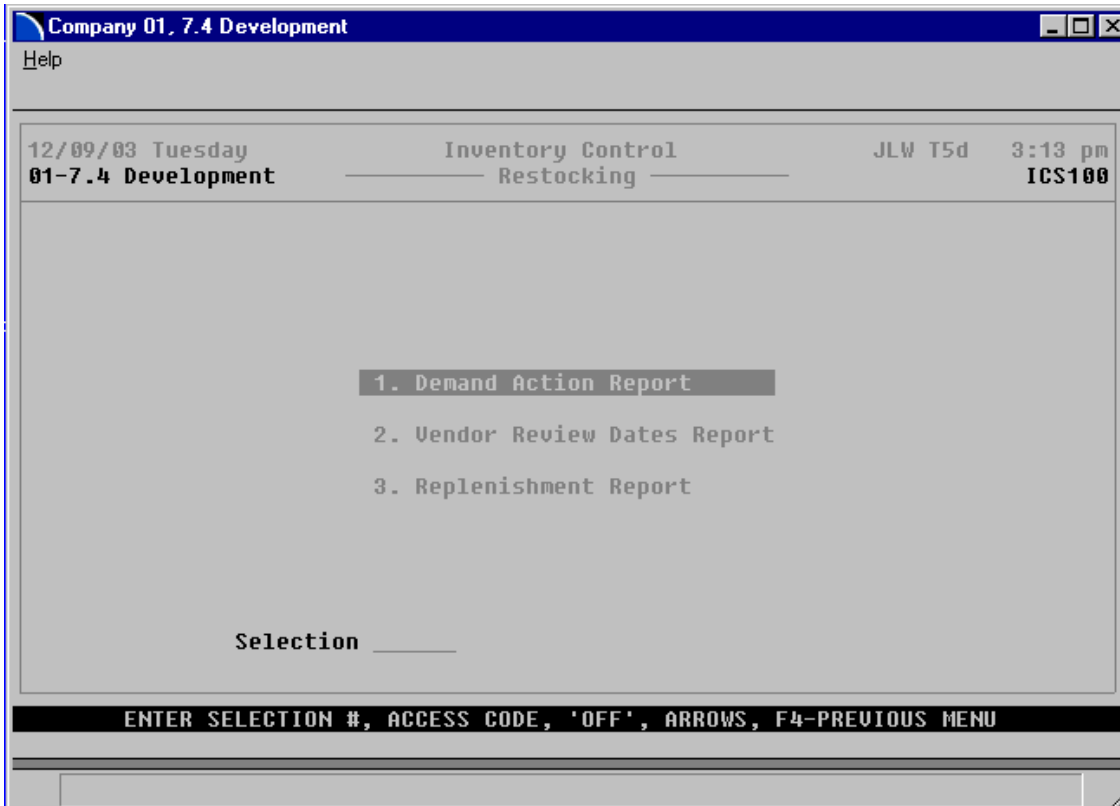 Company 01, 7.4 Development
Help
12/09/03 Tuesday Inventory Control JLW T5d 3:13 pm
01-7.4 Development Restocking ICS100
1. Demand Action Report
2. Vendor Review Dates Report
3. Replenishment Report
Selection ______
ENTER SELECTION #, ACCESS CODE, 'OFF', ARROWS, F4-PREVIOUS MENU